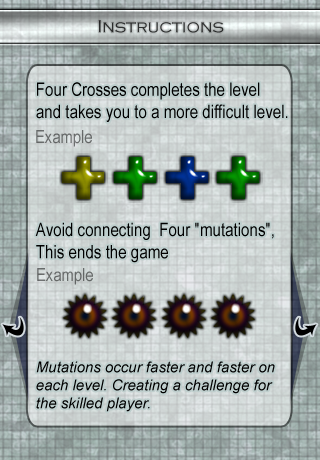 Instructions
Four Crosses completes the level
and takes you to a more difficult level.
Example
Avoid connecting Four "mutations",
This ends the game
Example
Mutations occur faster and faster on
each level. Creating a challenge for
the skilled player.